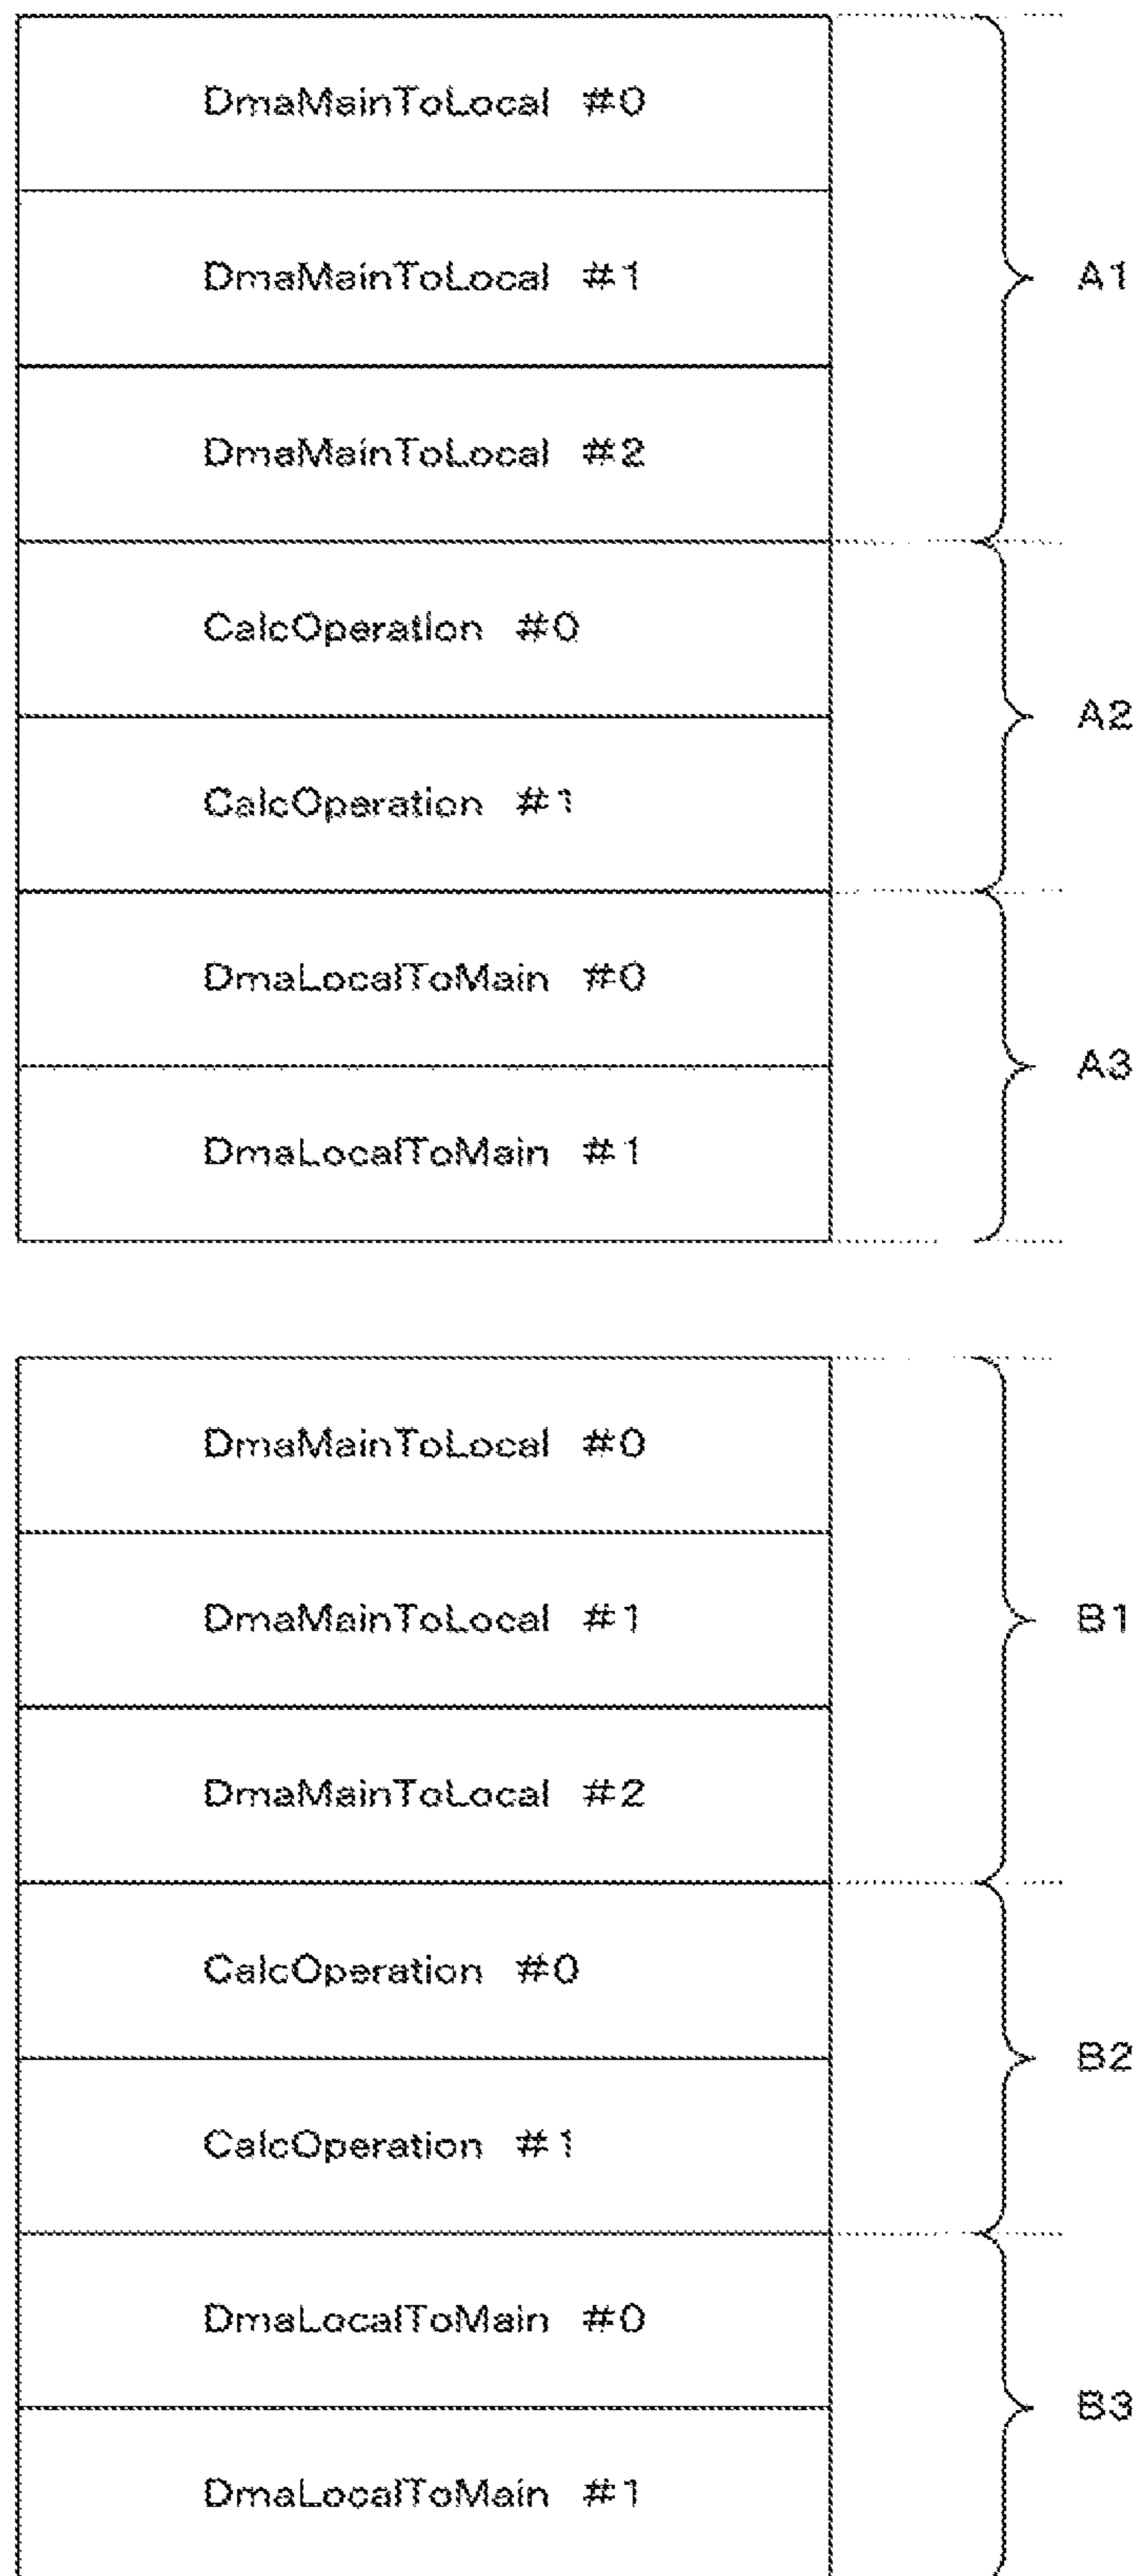 DmaMainToLocal #0
DmaMainToLocal #1
A1
DmaMainToLocal #2
CalcOperation #0
A2
CalcOperation #1
DmaLocalToMain #0
A3
DmaLocalToMain #1
DmaMainToLocal #0
DmaMainToLocal #1
B1
DmaMainToLocal #2
CalcOperation #0
B2
CalcOperation #1
DmaLocalToMain #0
B3
DmaLocalToMain #1